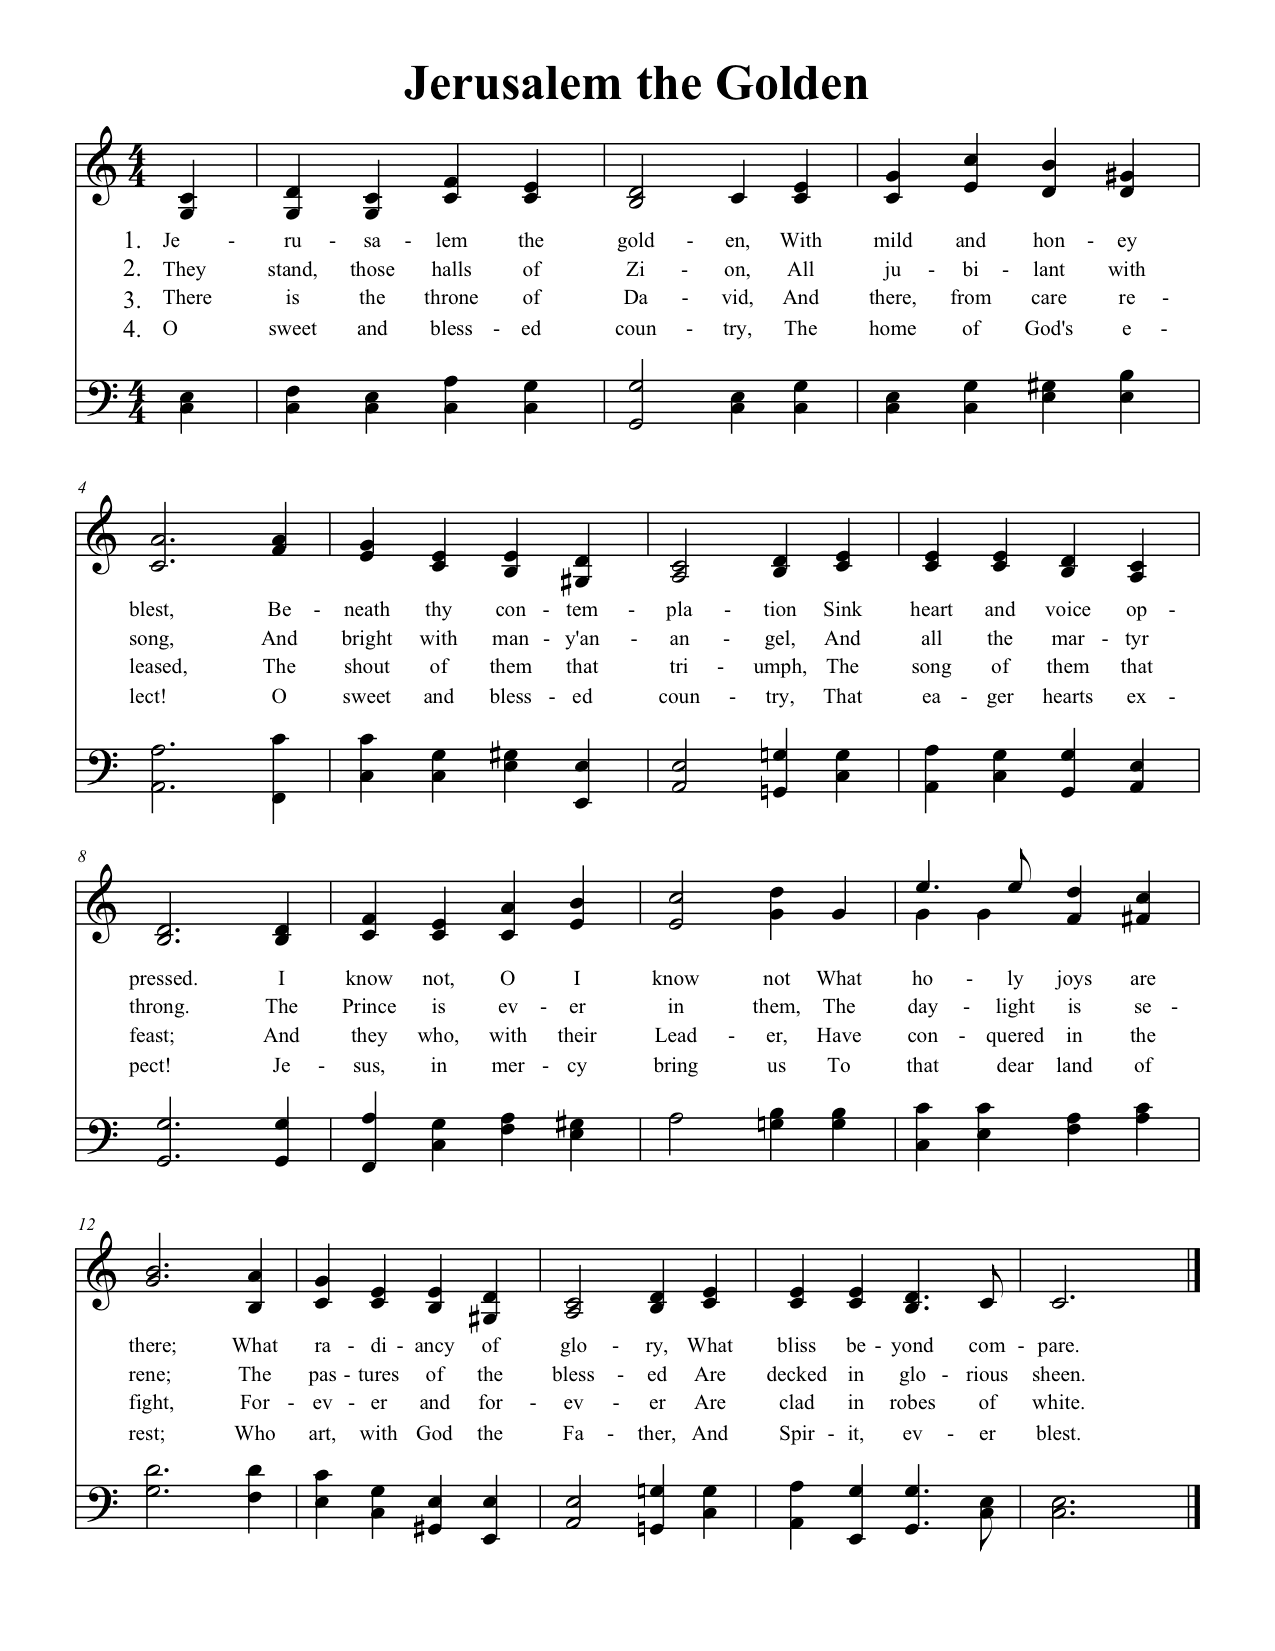 Jerusalem the Golden
4
4
1. Je - ru - sa - lem the gold - en, With mild and hon - ey
2. They stand, those halls of Zi - on, All ju - bi - lant with
3. There is the throne of Da - vid, And there, from care re -
4. O sweet and bless - ed coun - try, The home of God's e -
4
4
4
blest, Be - neath thy con - tem - pla - tion Sink heart and voice op -
song, And bright with man - y'an - an - gel, And all the mar - tyr
leased, The shout of them that tri - umph, The song of them that
lect! O sweet and bless - ed coun - try, That ea - ger hearts ex -
8
pressed. I know not, O I know not What ho - ly joys are
throng. The Prince is ev - er in them, The day - light is se -
feast; And they who, with their Lead - er, Have con - quered in the
pect! Je - sus, in mer - cy bring us To that dear land of
12
there; What ra - di - ancy of glo - ry, What bliss be - yond com - pare.
rene; The pas - tures of the bless - ed Are decked in glo - rious sheen.
fight, For - ev - er and for - ev - er Are clad in robes of white.
rest; Who art, with God the Fa - ther, And Spir - it, ev - er blest.